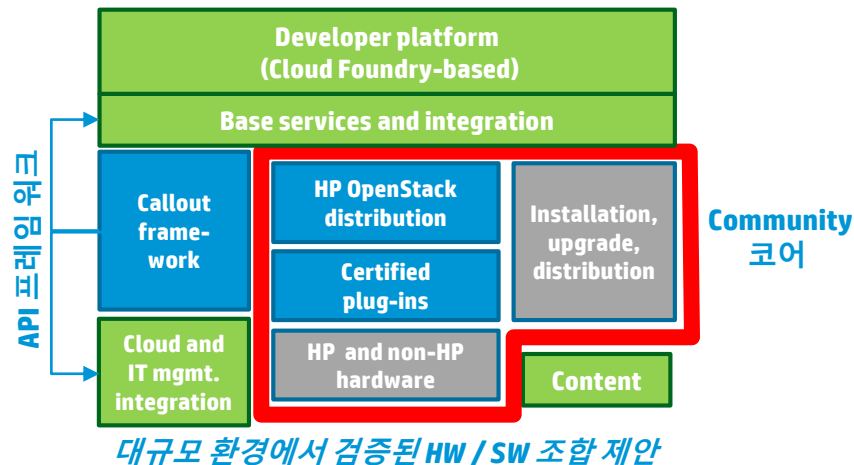 Developer platform
(Cloud Foundry-based)
Base services and integration
API 프레임 워크
Callout
frame-
work
HP OpenStack
distribution
Installation,
upgrade,
distribution
Community
코어
Certified
plug-ins
Cloud and
IT mgmt.
integration
HP and non-HP
hardware
Content
대규모 환경에서 검증된 HW / SW 조합 제안